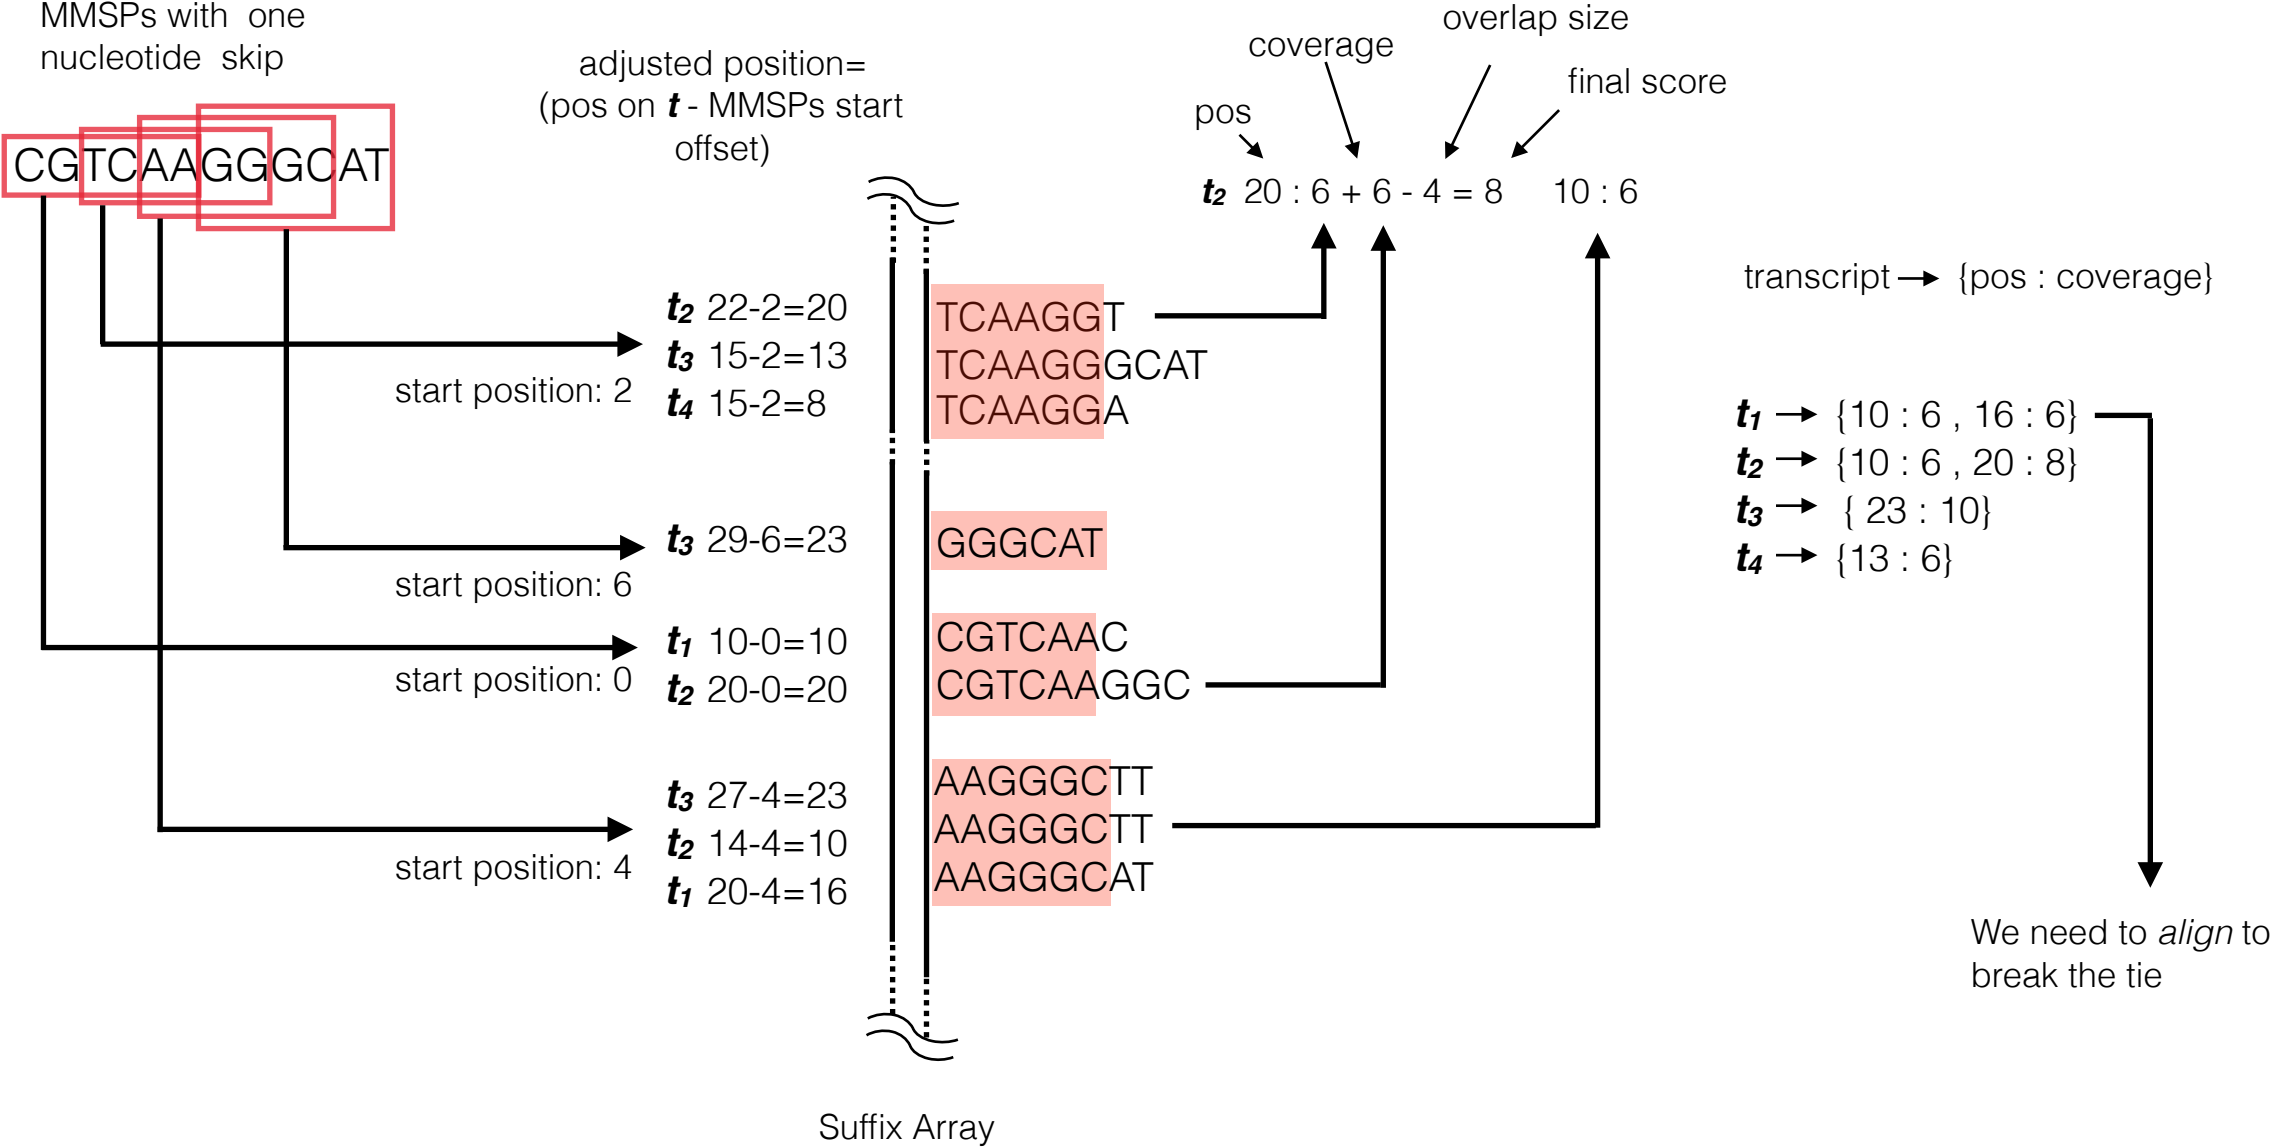 MMSPs with one
nucleotide skip
CGTCAAGGGCAT
adjusted position=
(pos on t - MMSPs start
offset)
pos
coverage
overlap size
final score
t2 20 : 6 + 6 - 4 = 8 10 : 6
t2 22-2=20
t3 15-2=13
t4 15-2=8
start position: 2
TCAAGGT
TCAAGGGCAT
TCAAGGA
t3 29-6=23
start position: 6
GGGCAT
t1 10-0=10
t2 20-0=20
start position: 0
CGTCAAC
CGTCAAGGC
t3 27-4=23
t2 14-4=10
t1 20-4=16
start position: 4
AAGGGCTT
AAGGGCTT
AAGGGCAT
Suffix Array
transcript → {pos : coverage}
t1 → {10 : 6 , 16 : 6}
t2 → {10 : 6 , 20 : 8}
t3 → { 23 : 10}
t4 → {13 : 6}
We need to align to
break the tie